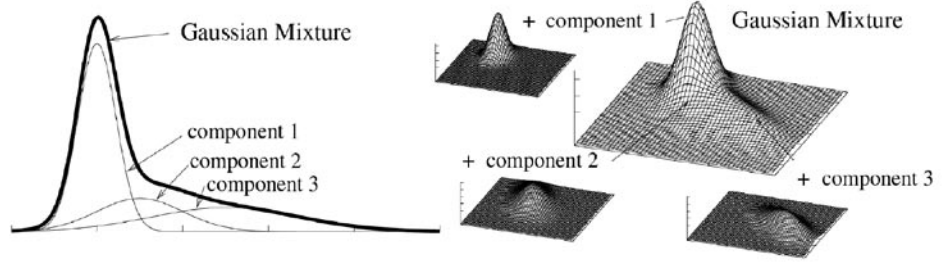 Gaussian Mixture
component 1
component 2
component 3
+ component 1
Gaussian Mixture
+ component 2
+ component 3